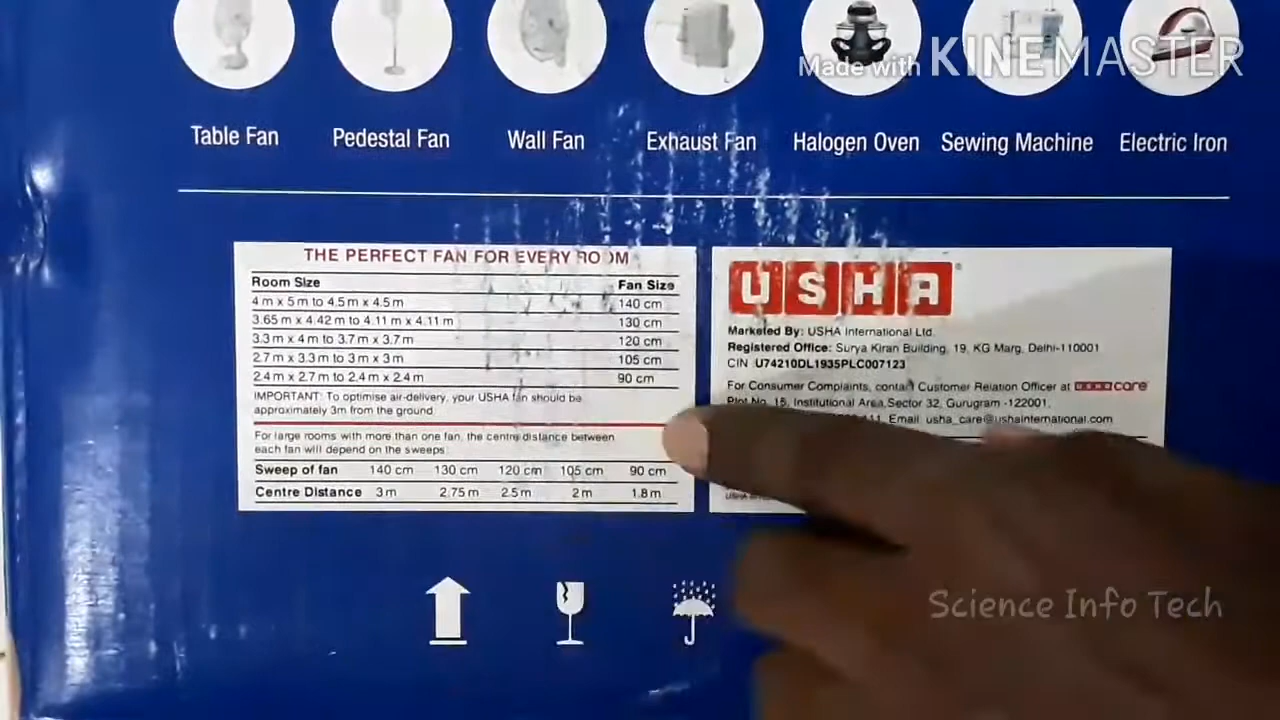 Made with KINEMASTER
Table Fan
Pedestal Fan
Wall Fan
Exhaust Fan
Halogen Oven
Sewing Machine
Electric Iron
THE PERFECT FAN FOR EVERY ROOM
Room Size Fan Size
4 m x 5 m to 4.5 m x 4.5 m 140 cm
3.65 m x 4.42 m to 4.11 m x 4.11 m 130 cm
3.3 m x 4 m to 3.7 m x 3.7 m 120 cm
2.7 m x 3.3 m to 3 m x 3 m 105 cm
2.4 m x 2.7 m to 2.4 m x 2.4 m 90 cm
IMPORTANT: To optimise air-delivery, your USHA fan should be
approximately 3m from the ground
For large rooms with more than one fan, the centre distance between
each fan will depend on the sweeps
Sweep of fan 140 cm 130 cm 120 cm 105 cm 90 cm
Centre Distance 3 m 2.75 m 2.5 m 2 m 1.8 m
USHA®
Marketed By: USHA International Ltd.
Registered Office: Surya Kiran Building, 19, KG Marg, Delhi-110001
CIN U74210DL1935PLC007123
For Consumer Complaints, contact Customer Relation Officer at USHA care
Plot No. 15, Institutional Area, Sector 32, Gurugram -122001,
111, Email: usha_care@ushainternational.com
USHA
Science Info Tech